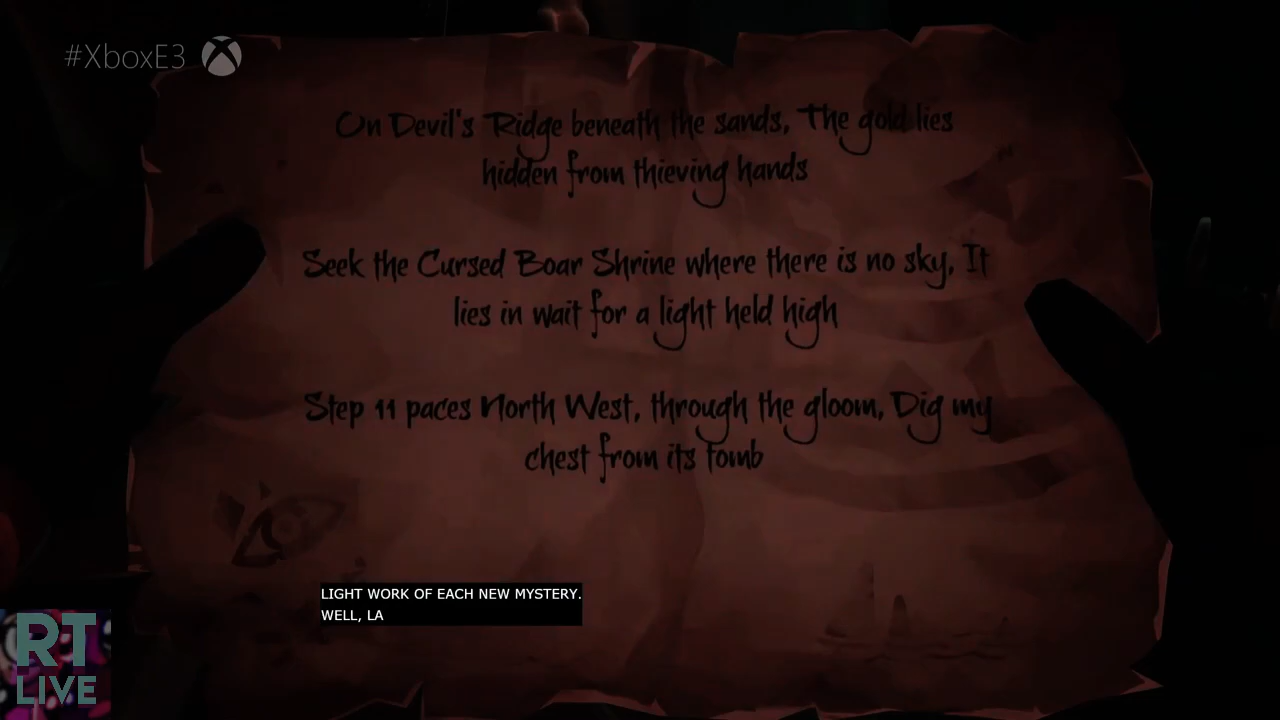 #XboxE3
On Devil's Ridge beneath the sands, The gold lies
hidden from thieving hands
Seek the Cursed Boar Shrine where there is no sky, It
lies in wait for a light held high
Step 11 paces North West, through the gloom, Dig my
chest from its tomb
LIGHT WORK OF EACH NEW MYSTERY.
WELL, LA
RT
LIVE